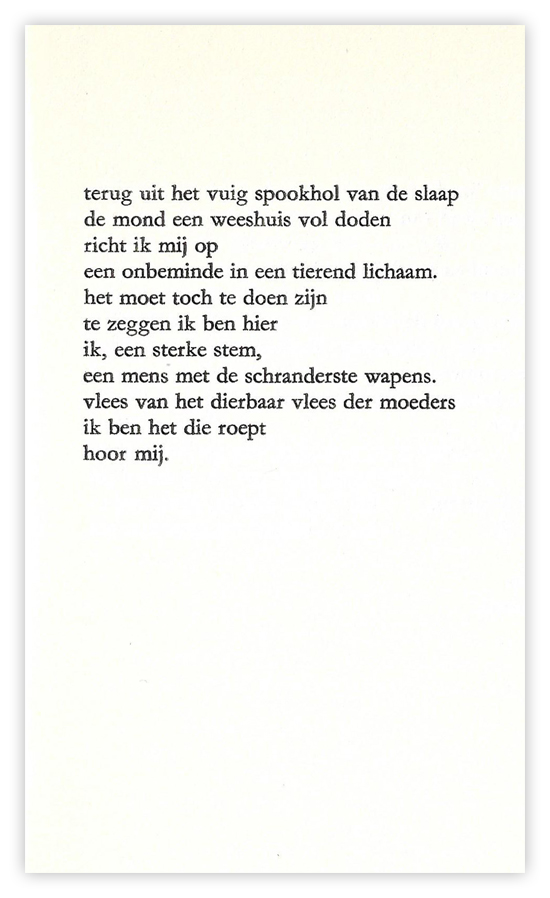 terug uit het vuig spookhol van de slaap
de mond een weeshuis vol doden
richt ik mij op
een onbeminde in een tierend lichaam.
het moet toch te doen zijn
te zeggen ik ben hier
ik, een sterke stem,
een mens met de schranderste wapens.
vlees van het dierbaar vlees der moeders
ik ben het die roept
hoor mij.